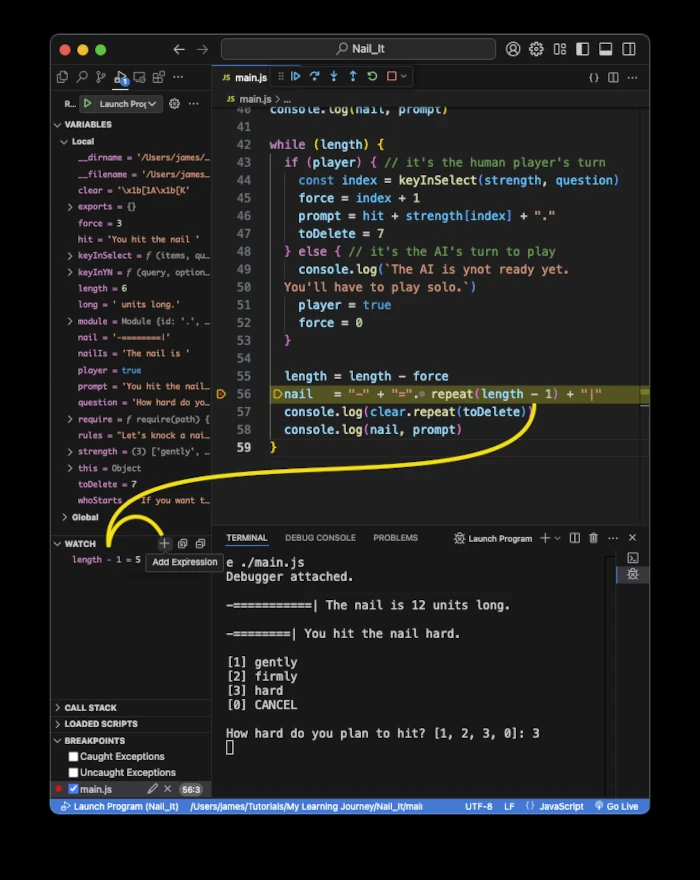 Nail_It
main.js
R... Launch Prog
main.js > ...
VARIABLES
Local
__dirname = '/Users/james/...
__filename = '/Users/james...
clear = '\x1b[1A\x1b[K'
exports = {}
force = 3
hit = 'You hit the nail '
keyInSelect = ƒ (items, qu...
keyInYN = ƒ (query, option...
length = 6
long = ' units long.'
module = Module {id: '.', ...
nail = '-========|'
nailIs = 'The nail is '
player = true
prompt = 'You hit the nail...
question = 'How hard do yo...
require = ƒ require(path) {
rules = "Let's knock a nai...
strength = (3) ['gently', ...
this = Object
toDelete = 7
whoStarts = 'If you want t...
Global
40 console.log(nail, prompt)
41
42 while (length) {
43 if (player) { // it's the human player's turn
44 const index = keyInSelect(strength, question)
45 force = index + 1
46 prompt = hit + strength[index] + "."
47 toDelete = 7
48 } else { // it's the AI's turn to play
49 console.log(`The AI is ynot ready yet.
50 You'll have to play solo.`)
51 player = true
52 force = 0
53 }
54
55 length = length - force
56 nail = "-" + "=".repeat(length - 1) + "|"
57 console.log(clear.repeat(toDelete))
58 console.log(nail, prompt)
59 }
WATCH
length - 1 = 5
Add Expression
TERMINAL DEBUG CONSOLE PROBLEMS Launch Program
e ./main.js
Debugger attached.
-===========| The nail is 12 units long.
-========| You hit the nail hard.
[1] gently
[2] firmly
[3] hard
[0] CANCEL
How hard do you plan to hit? [1, 2, 3, 0]: 3
CALL STACK
LOADED SCRIPTS
BREAKPOINTS
Caught Exceptions
Uncaught Exceptions
main.js 56:3
Launch Program (Nail_It) /Users/james/Tutorials/My Learning Journey/Nail_It/mai UTF-8 LF {} JavaScript Go Live